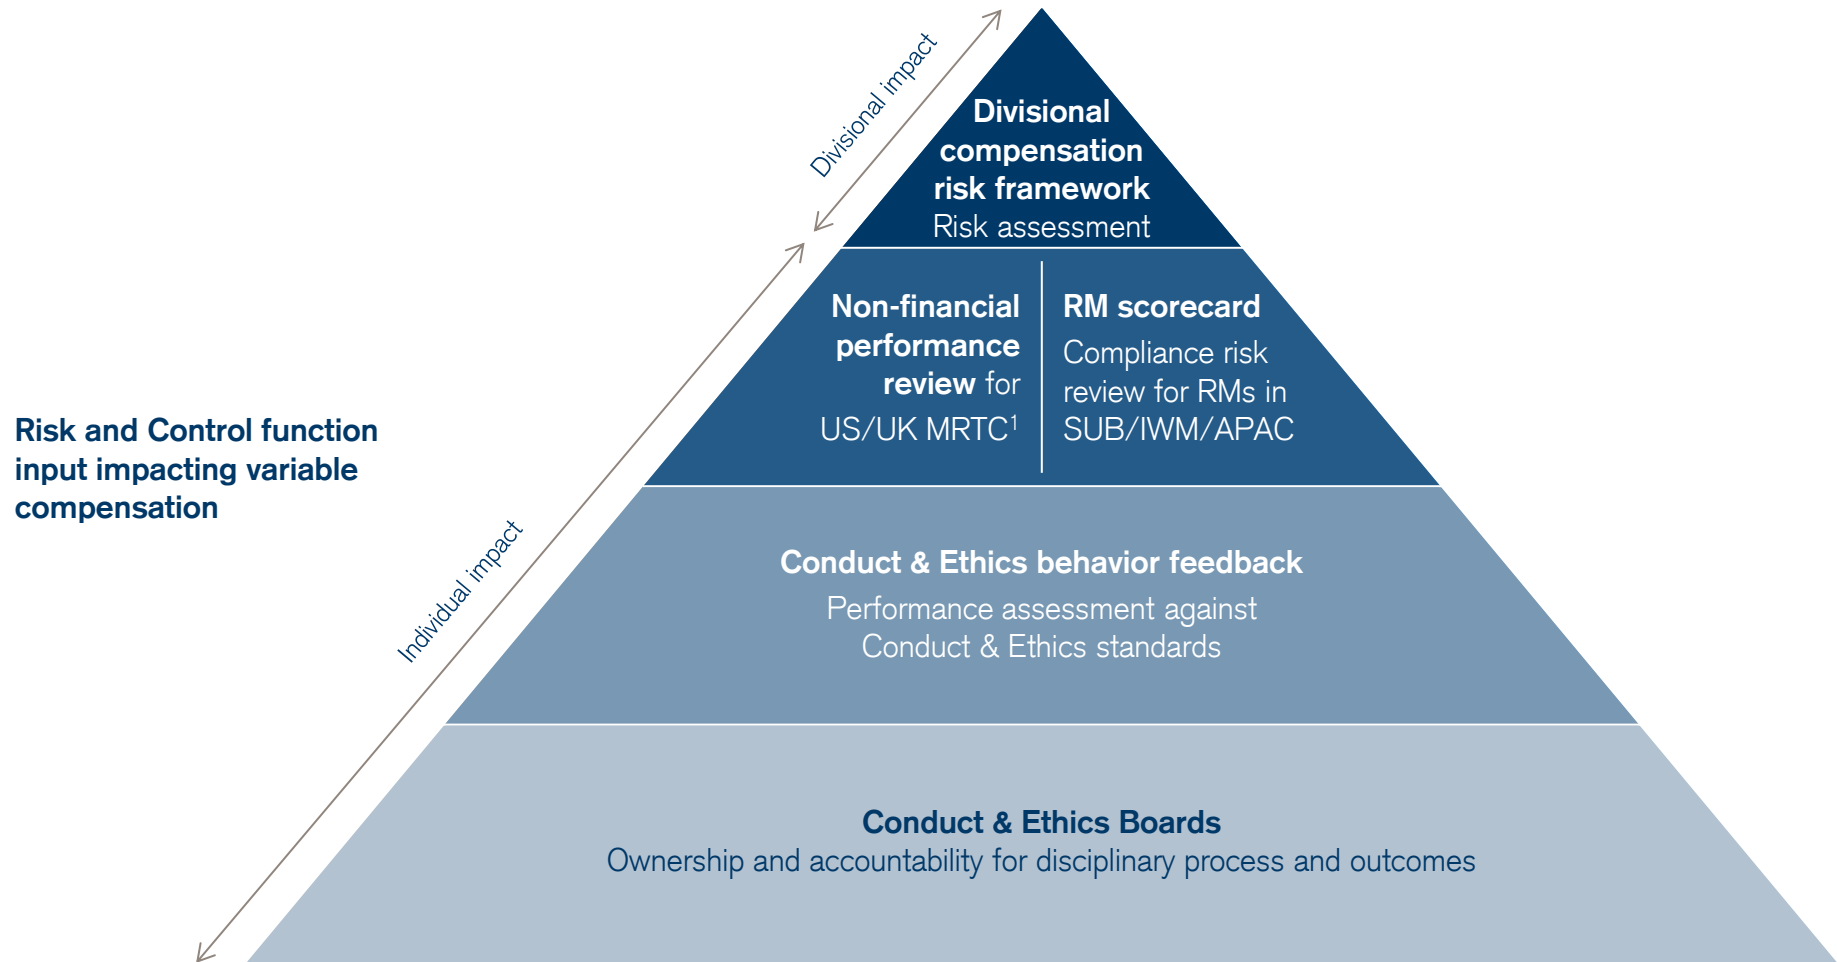 Divisional impact
Divisional
compensation
risk framework
Risk assessment
Non-financial
performance
review for
US/UK MRTC¹
RM scorecard
Compliance risk
review for RMs in
SUB/IWM/APAC
Risk and Control function
input impacting variable
compensation
Individual impact
Conduct & Ethics behavior feedback
Performance assessment against
Conduct & Ethics standards
Conduct & Ethics Boards
Ownership and accountability for disciplinary process and outcomes